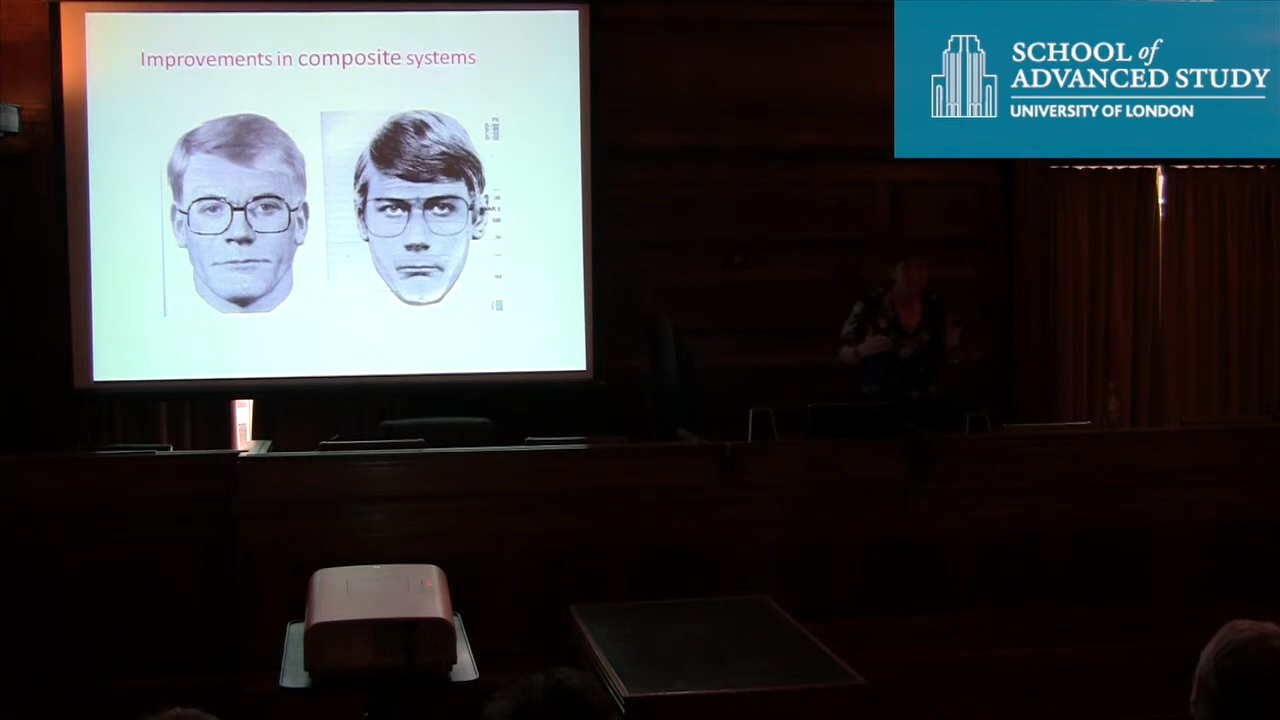 Improvements in composite systems
SCHOOL of
ADVANCED STUDY
UNIVERSITY OF LONDON